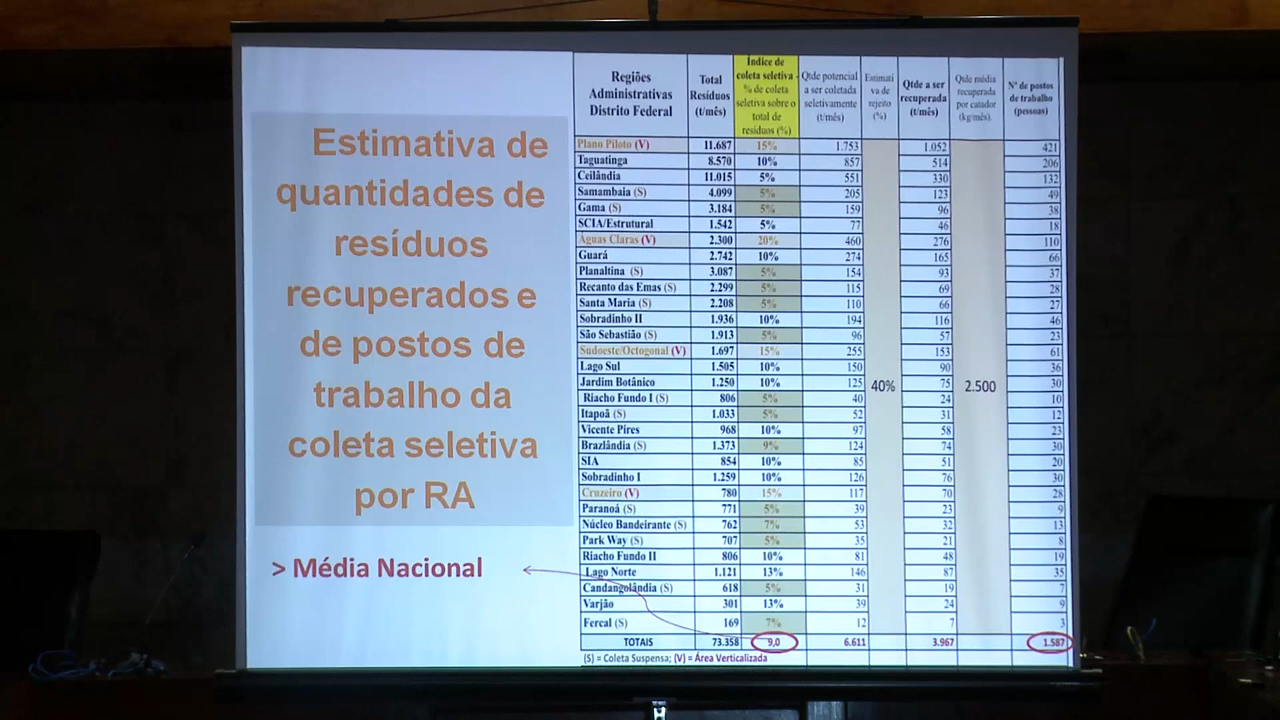 Estimativa de
quantidades de
resíduos
recuperados e
de postos de
trabalho da
coleta seletiva
por RA
> Média Nacional
Regiões Administrativas Distrito Federal | Total Resíduos (t/mês) | Índice de coleta seletiva - % de coleta seletiva sobre o total de resíduos (%) | Qtde potencial a ser coletada seletivamente (t/mês) | Estimativa de rejeito (%) | Qtde a ser recuperada (t/mês) | Qtde média recuperada por catador (kg/mês) | Nº de postos de trabalho (pessoas)
Plano Piloto (V) 11.687 15% 1.753 1.052 421
Taguatinga 8.570 10% 857 514 206
Ceilândia 11.015 5% 551 330 132
Samambaia (S) 4.099 5% 205 123 49
Gama (S) 3.184 5% 159 96 38
SCIA/Estrutural 1.542 5% 77 46 18
Águas Claras (V) 2.300 20% 460 276 110
Guará 2.742 10% 274 165 66
Planaltina (S) 3.087 5% 154 93 37
Recanto das Emas (S) 2.299 5% 115 69 28
Santa Maria (S) 2.208 5% 110 66 27
Sobradinho II 1.936 10% 194 116 46
São Sebastião (S) 1.913 5% 96 57 23
Sudoeste/Octogonal (V) 1.697 15% 255 153 61
Lago Sul 1.505 10% 150 90 36
Jardim Botânico 1.250 10% 125 40% 75 2.500 30
Riacho Fundo I (S) 806 5% 40 24 10
Itapoã (S) 1.033 5% 52 31 12
Vicente Pires 968 10% 97 58 23
Brazlândia (S) 1.373 9% 124 74 30
SIA 854 10% 85 51 20
Sobradinho I 1.259 10% 126 76 30
Cruzeiro (V) 780 15% 117 70 28
Paranoá (S) 771 5% 39 23 9
Núcleo Bandeirante (S) 762 7% 53 32 13
Park Way (S) 707 5% 35 21 8
Riacho Fundo II 806 10% 81 48 19
Lago Norte 1.121 13% 146 87 35
Candangolândia (S) 618 5% 31 19 7
Varjão 301 13% 39 24 9
Fercal (S) 169 7% 12 7 3
TOTAIS 73.358 9,0 6.611 3.967 1.587
(S) = Coleta Suspensa; (V) = Área Verticalizada